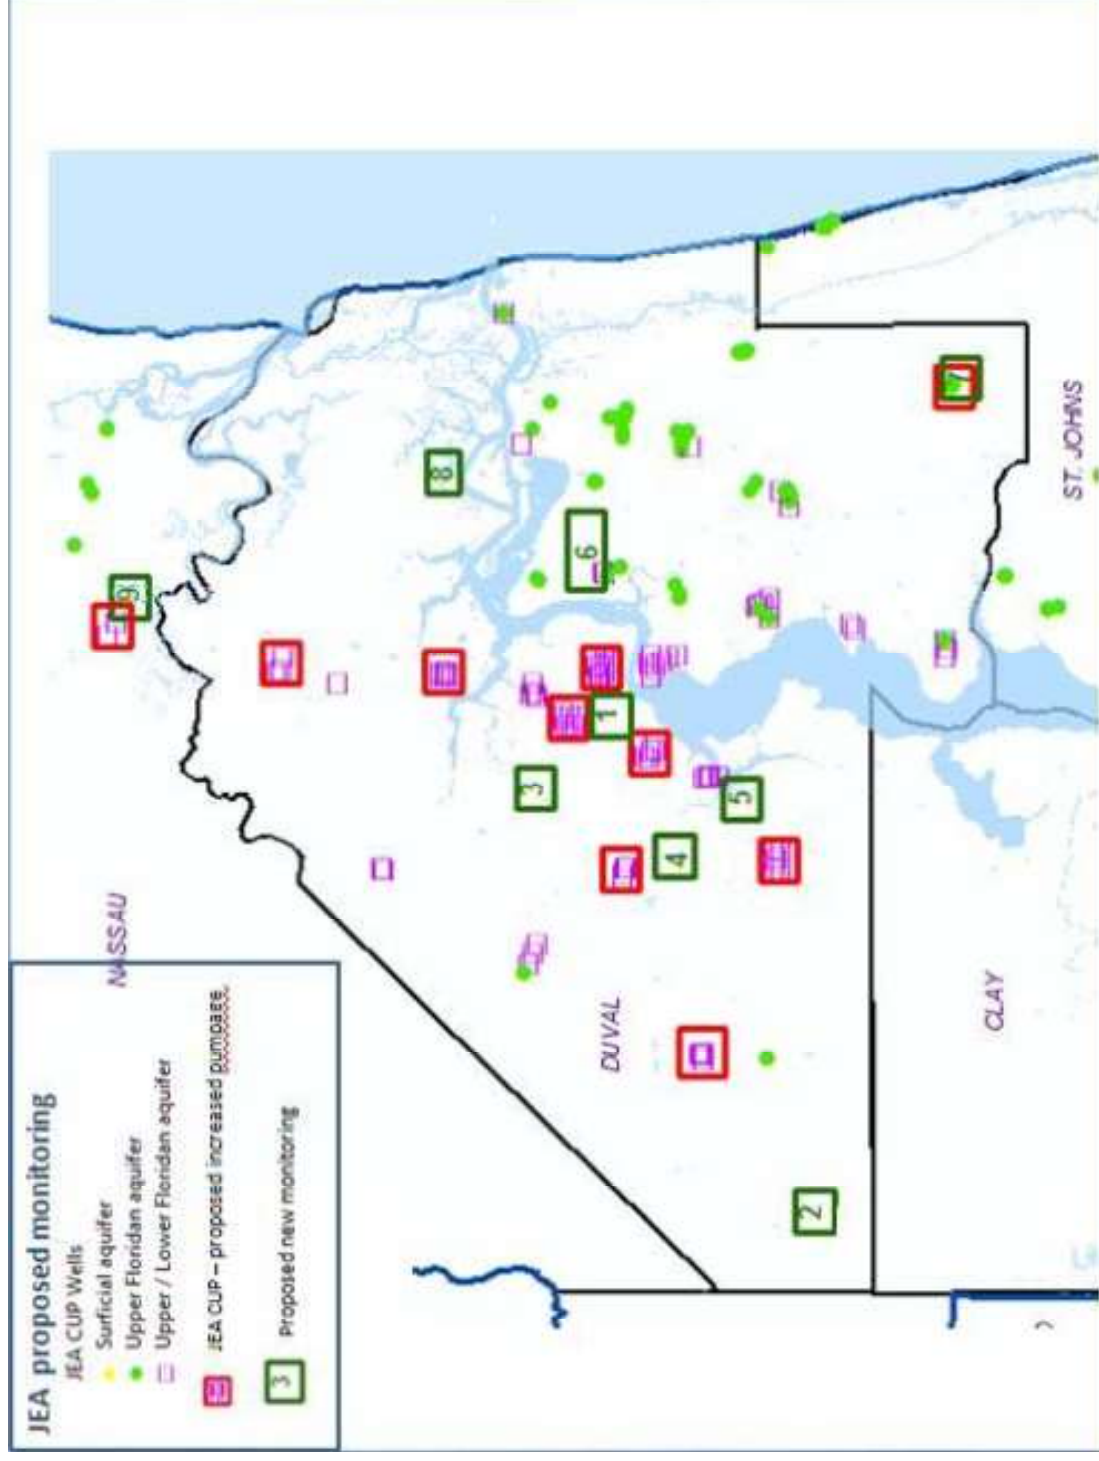 JEA proposed monitoring
JEA CUP Wells
Surficial aquifer
Upper Floridan aquifer
Upper / Lower Floridan aquifer
JEA CUP – proposed increased pumpage
3
Proposed new monitoring
NASSAU
DUVAL
CLAY
ST. JOHNS
1
2
3
4
5
6
7
8
9